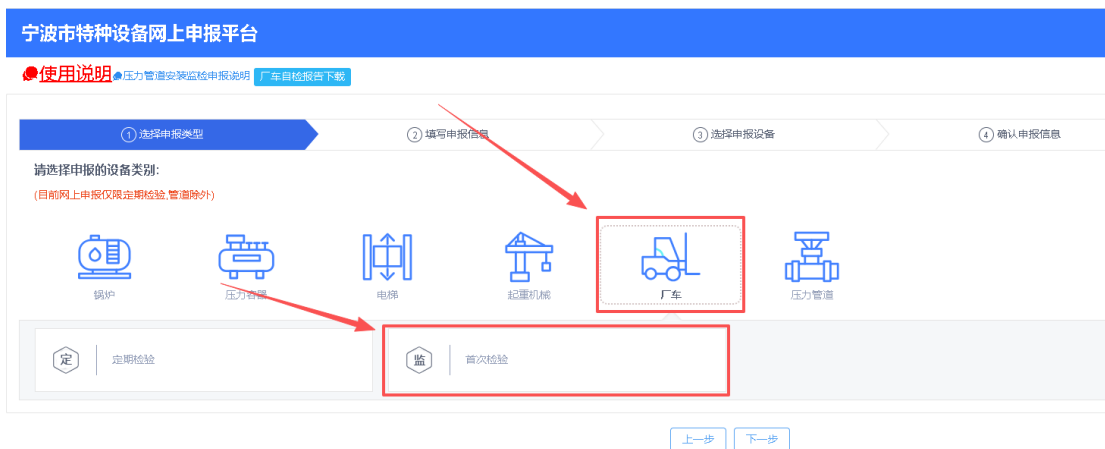 宁波市特种设备网上申报平台
使用说明 压力管道安装监检申报说明 厂车自检报告下载
1 选择申报类型 2 填写申报信息 3 选择申报设备 4 确认申报信息
请选择申报的设备类别:
(目前网上申报仅限定期检验,管道除外)
锅炉 压力容器 电梯 起重机械 厂车 压力管道
定 定期检验 监 首次检验
上一步 下一步